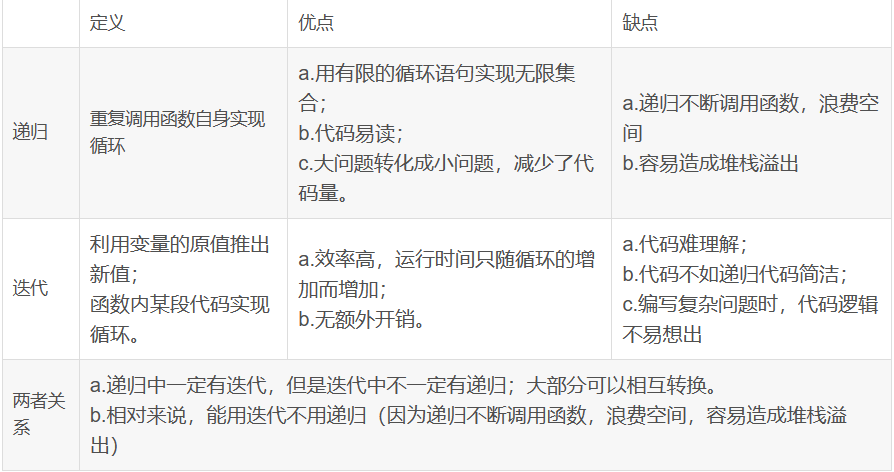 定义
优点
缺点
递归
重复调用函数自身实现
循环
a.用有限的循环语句实现无限集
合；
b.代码易读；
c.大问题转化成小问题，减少了代
码量。
a.递归不断调用函数，浪费空
间
b.容易造成堆栈溢出
迭代
利用变量的原值推出
新值；
函数内某段代码实现
循环。
a.效率高，运行时间只随循环的增
加而增加；
b.无额外开销。
a.代码难理解；
b.代码不如递归代码简洁；
c.编写复杂问题时，代码逻辑
不易想出
两者关
系
a.递归中一定有迭代，但是迭代中不一定有递归；大部分可以相互转换。
b.相对来说，能用迭代不用递归（因为递归不断调用函数，浪费空间，容易造成堆栈溢
出）